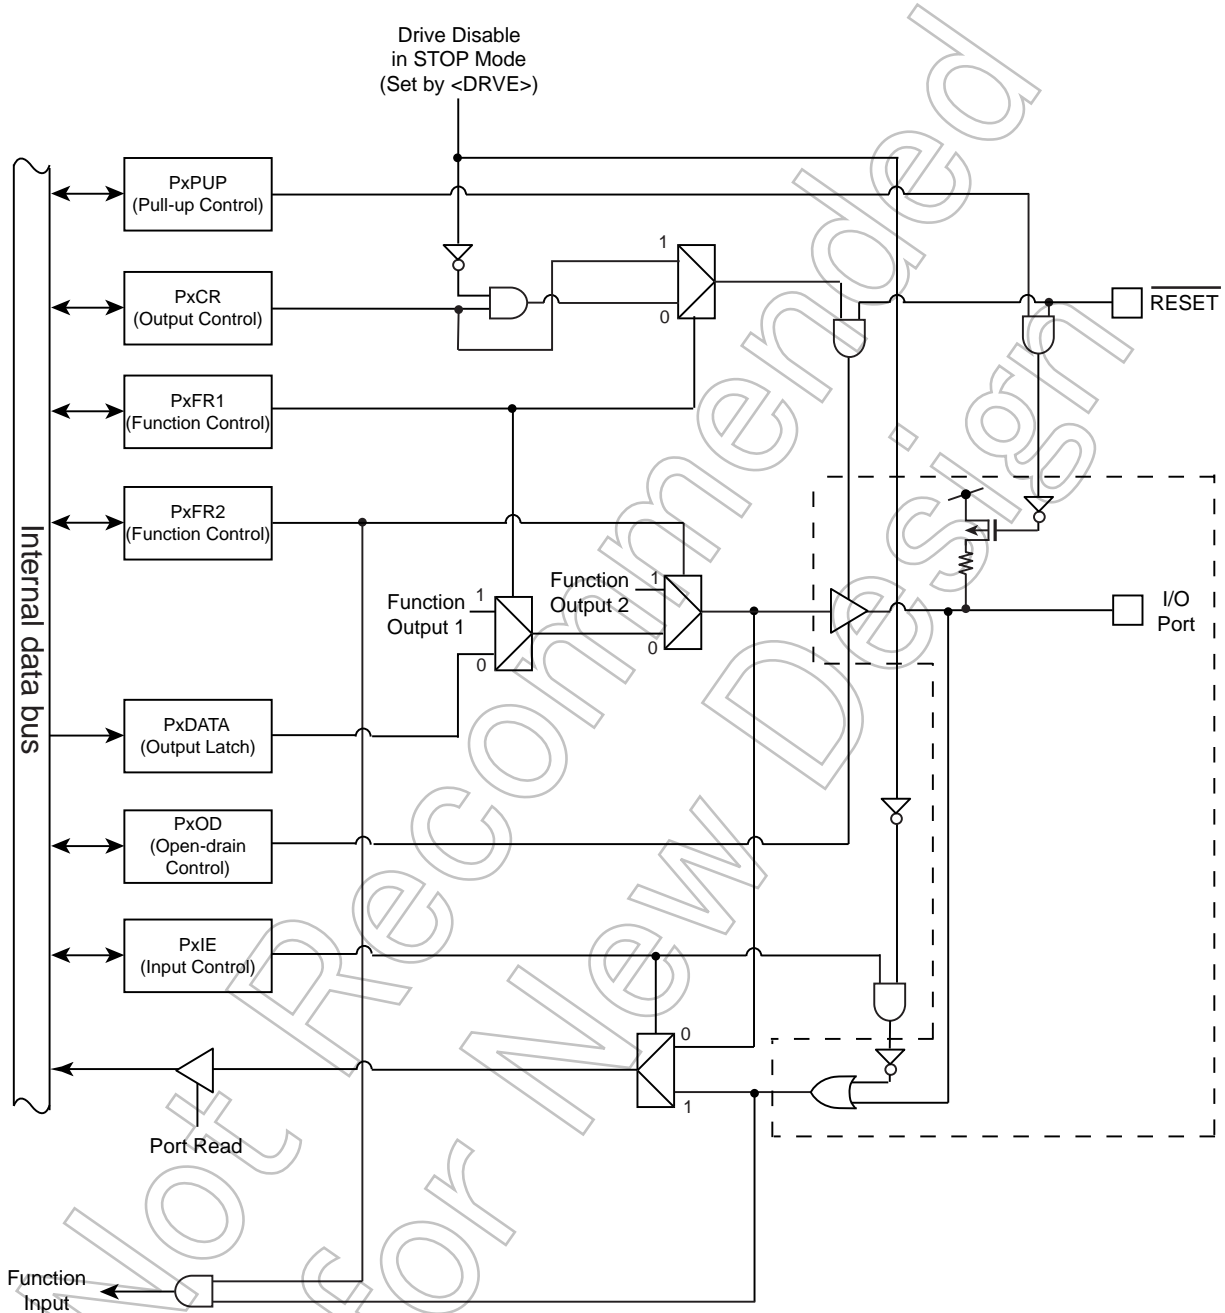 Drive Disable
in STOP Mode
(Set by <DRVE>)
PxPUP
(Pull-up Control)
1
PxCR
(Output Control)
0
RESET
PxFR1
(Function Control)
PxFR2
(Function Control)
Internal data bus
Function
Output 1
1
0
Function
Output 2
1
0
I/O
Port
PxDATA
(Output Latch)
PxOD
(Open-drain
Control)
PxIE
(Input Control)
0
1
Port Read
Function
Input
Not Recommended
for New Design